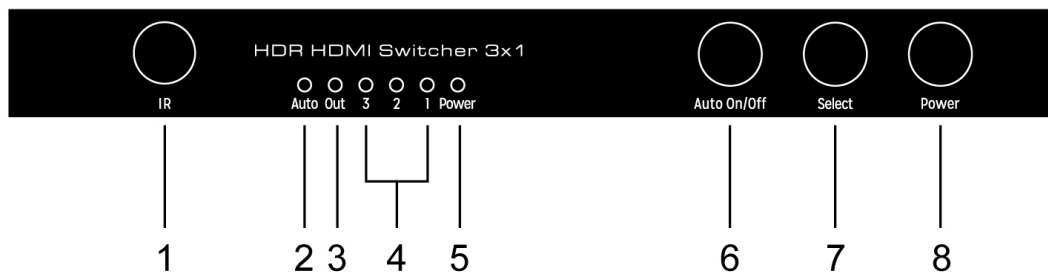 HDR HDMI Switcher 3x1
IR Auto Out 3 2 1 Power Auto On/Off Select Power
1 2 3 4 5 6 7 8